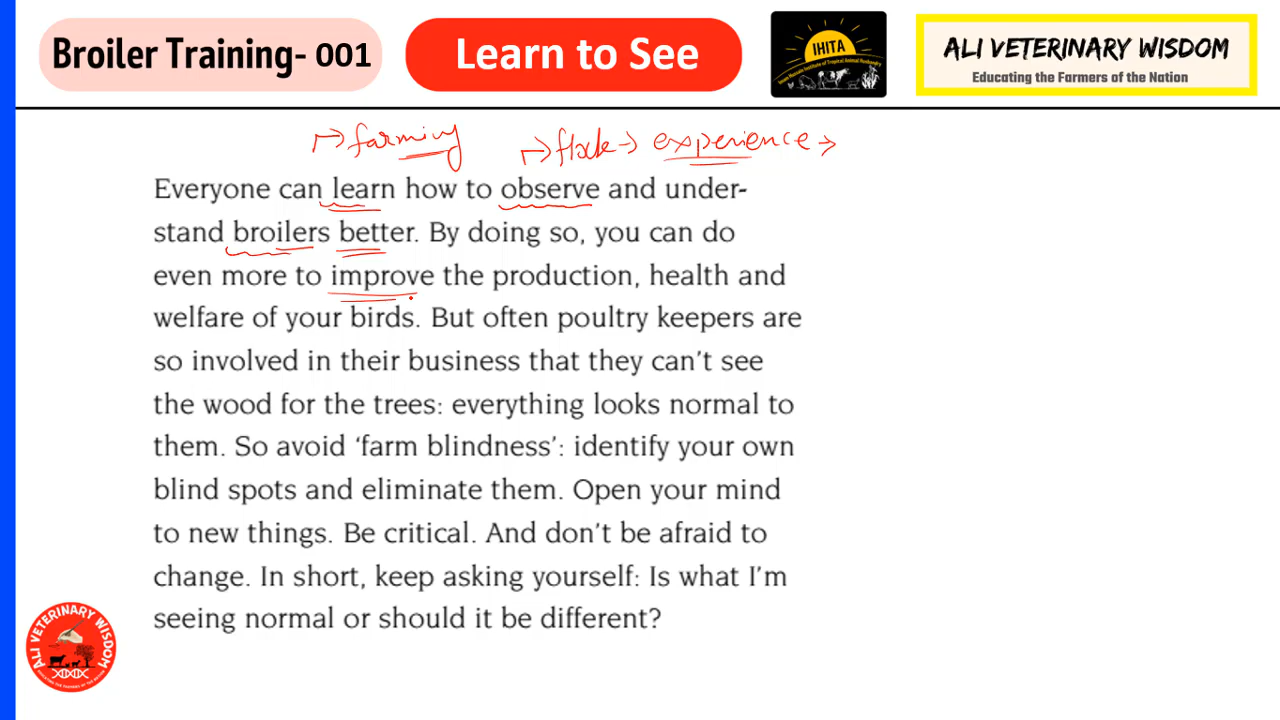 Broiler Training- 001
Learn to See
IHITA
ALI VETERINARY WISDOM
Educating the Farmers of the Nation
→ farming → flock → experience →
Everyone can learn how to observe and under-
stand broilers better. By doing so, you can do
even more to improve the production, health and
welfare of your birds. But often poultry keepers are
so involved in their business that they can't see
the wood for the trees: everything looks normal to
them. So avoid ‘farm blindness’: identify your own
blind spots and eliminate them. Open your mind
to new things. Be critical. And don't be afraid to
change. In short, keep asking yourself: Is what I'm
seeing normal or should it be different?
ALI VETERINARY WISDOM